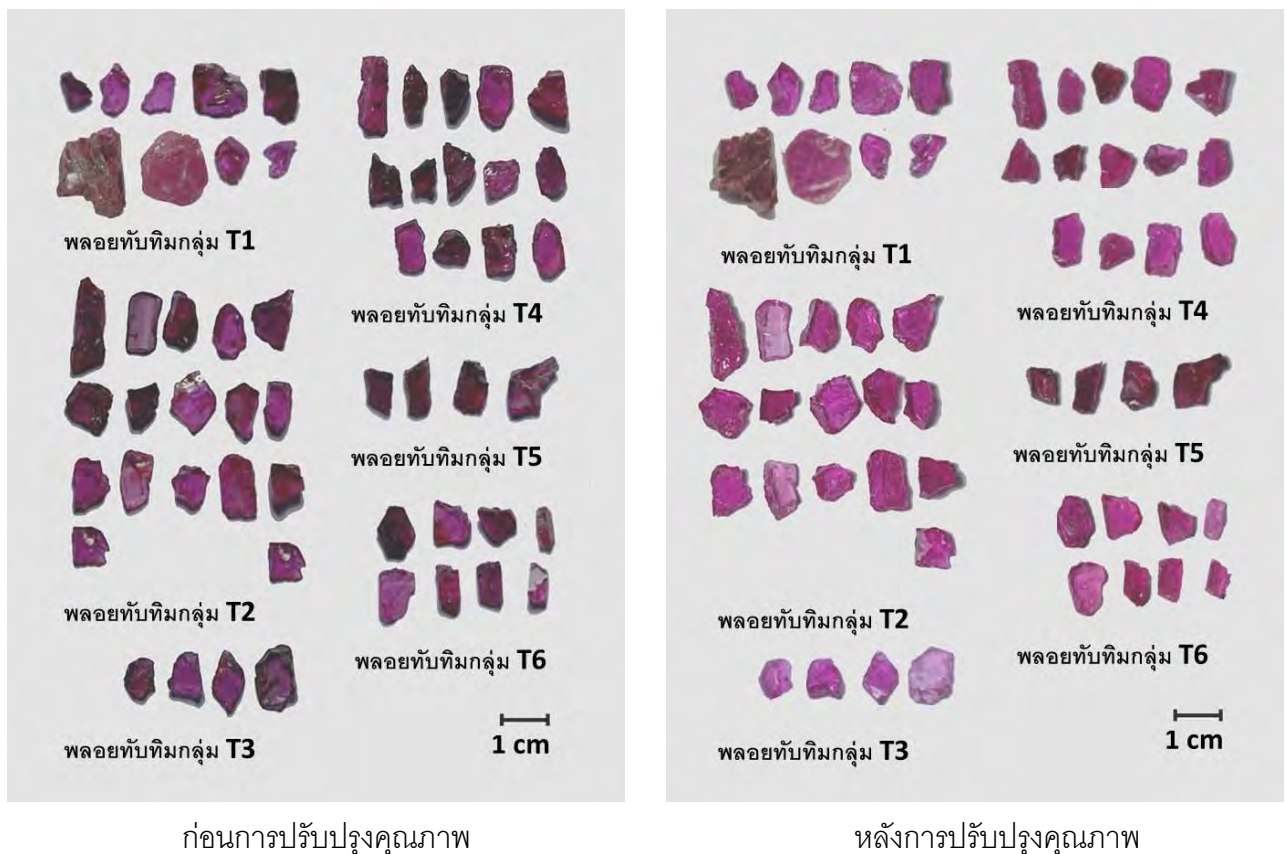 พลอยทับทิมกลุ่ม T1
พลอยทับทิมกลุ่ม T2
พลอยทับทิมกลุ่ม T3
พลอยทับทิมกลุ่ม T4
พลอยทับทิมกลุ่ม T5
พลอยทับทิมกลุ่ม T6
1 cm
ก่อนการปรับปรุงคุณภาพ
พลอยทับทิมกลุ่ม T1
พลอยทับทิมกลุ่ม T2
พลอยทับทิมกลุ่ม T3
พลอยทับทิมกลุ่ม T4
พลอยทับทิมกลุ่ม T5
พลอยทับทิมกลุ่ม T6
1 cm
หลังการปรับปรุงคุณภาพ